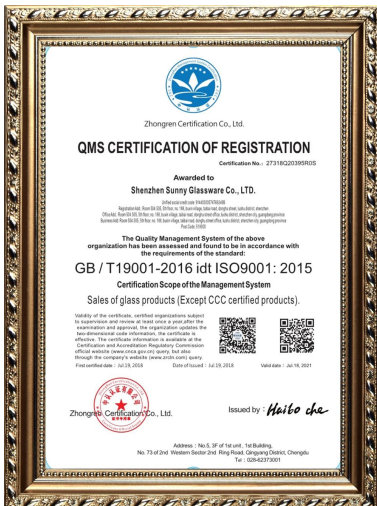 Zhongren Certification Co., Ltd.
QMS CERTIFICATION OF REGISTRATION
Certification No.: 27318Q20395R0S
Awarded to
Shenzhen Sunny Glassware Co., LTD.
The Quality Management System of the above
organization has been assessed and found to be in accordance with
the requirements of the standard:
GB / T19001-2016 idt ISO9001: 2015
Certification Scope of the Management System
Sales of glass products (Except CCC certified products).
Validity of the certificate, certified organizations subject
to supervision and review at least once a year,after the
examination and approval, the organization updates the
two-dimensional code information, the certificate is
effective. The certificate information is available at the
Certification and Accreditation Regulatory Commission
official website (www.cnca.gov.cn) query, but also
through the company's website (www.zrcln.com) query.
First certified date : Jul 19, 2018 Date of Issued : Jul 19, 2018 Valid date : Jul 19, 2021
Zhongren Certification Co., Ltd.
Issued by : Haibo che
Address : No.5, 3F of 1st unit, 1st Building,
No. 73 of 2nd Western Sector 2nd Ring Road, Qingyang District, Chengdu
Tel : 028-62373001